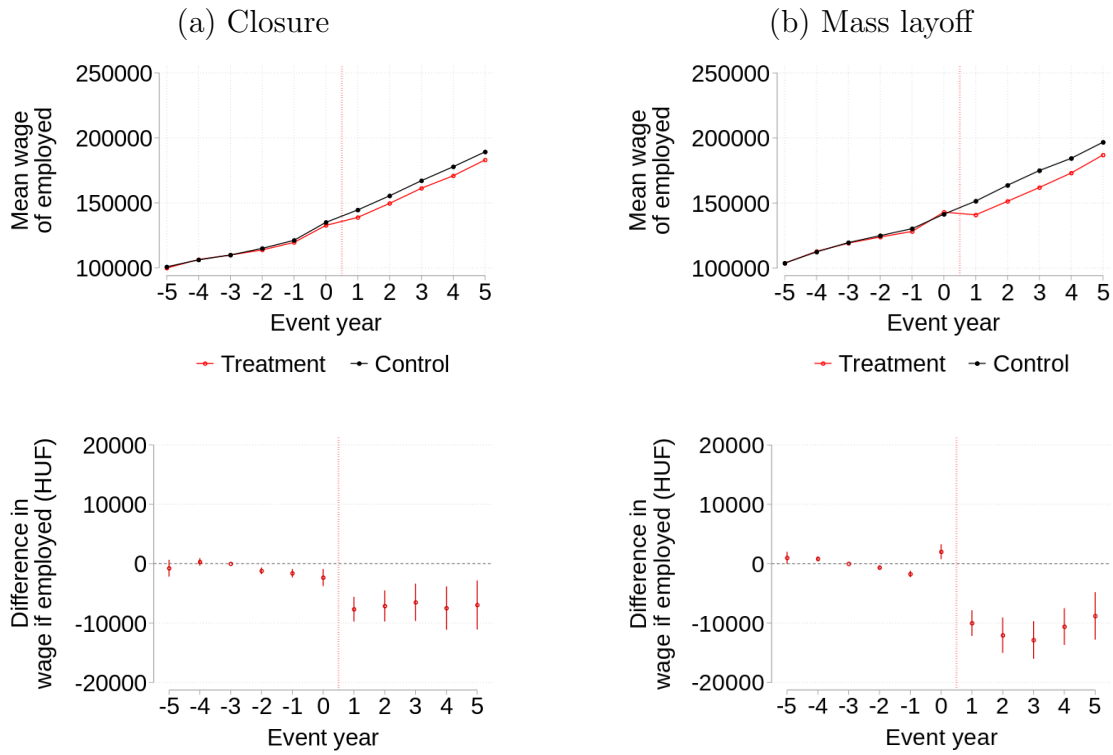 (a) Closure
250000
200000
150000
100000
Mean wage
of employed
-5 -4 -3 -2 -1 0 1 2 3 4 5
Event year
Treatment Control
(b) Mass layoff
250000
200000
150000
100000
Mean wage
of employed
-5 -4 -3 -2 -1 0 1 2 3 4 5
Event year
Treatment Control
20000
10000
0
-10000
-20000
Difference in
wage if employed (HUF)
-5 -4 -3 -2 -1 0 1 2 3 4 5
Event year
20000
10000
0
-10000
-20000
Difference in
wage if employed (HUF)
-5 -4 -3 -2 -1 0 1 2 3 4 5
Event year